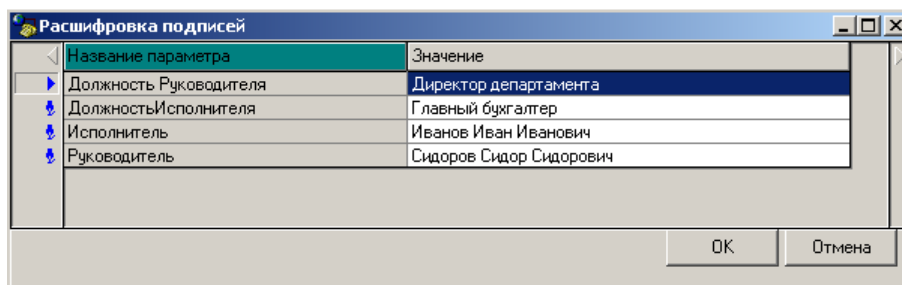 Расшифровка подписей
Название параметра Значение
Должность Руководителя Директор департамента
ДолжностьИсполнителя Главный бухгалтер
Исполнитель Иванов Иван Иванович
Руководитель Сидоров Сидор Сидорович
OK Отмена